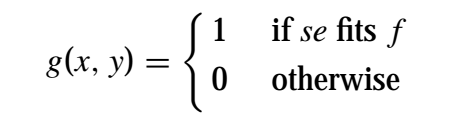 g(x, y) = { 1 if se fits f
0 otherwise